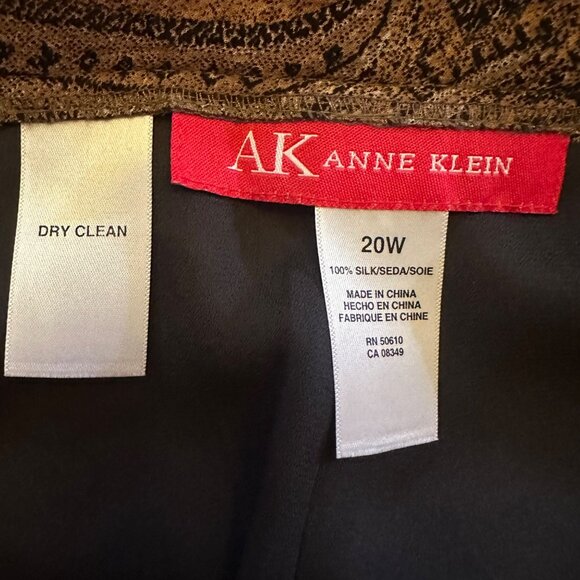 DRY CLEAN
AK ANNE KLEIN
20W
100% SILK/SEDA/SOIE
MADE IN CHINA
HECHO EN CHINA
FABRIQUE EN CHINE
RN 50610
CA 08349